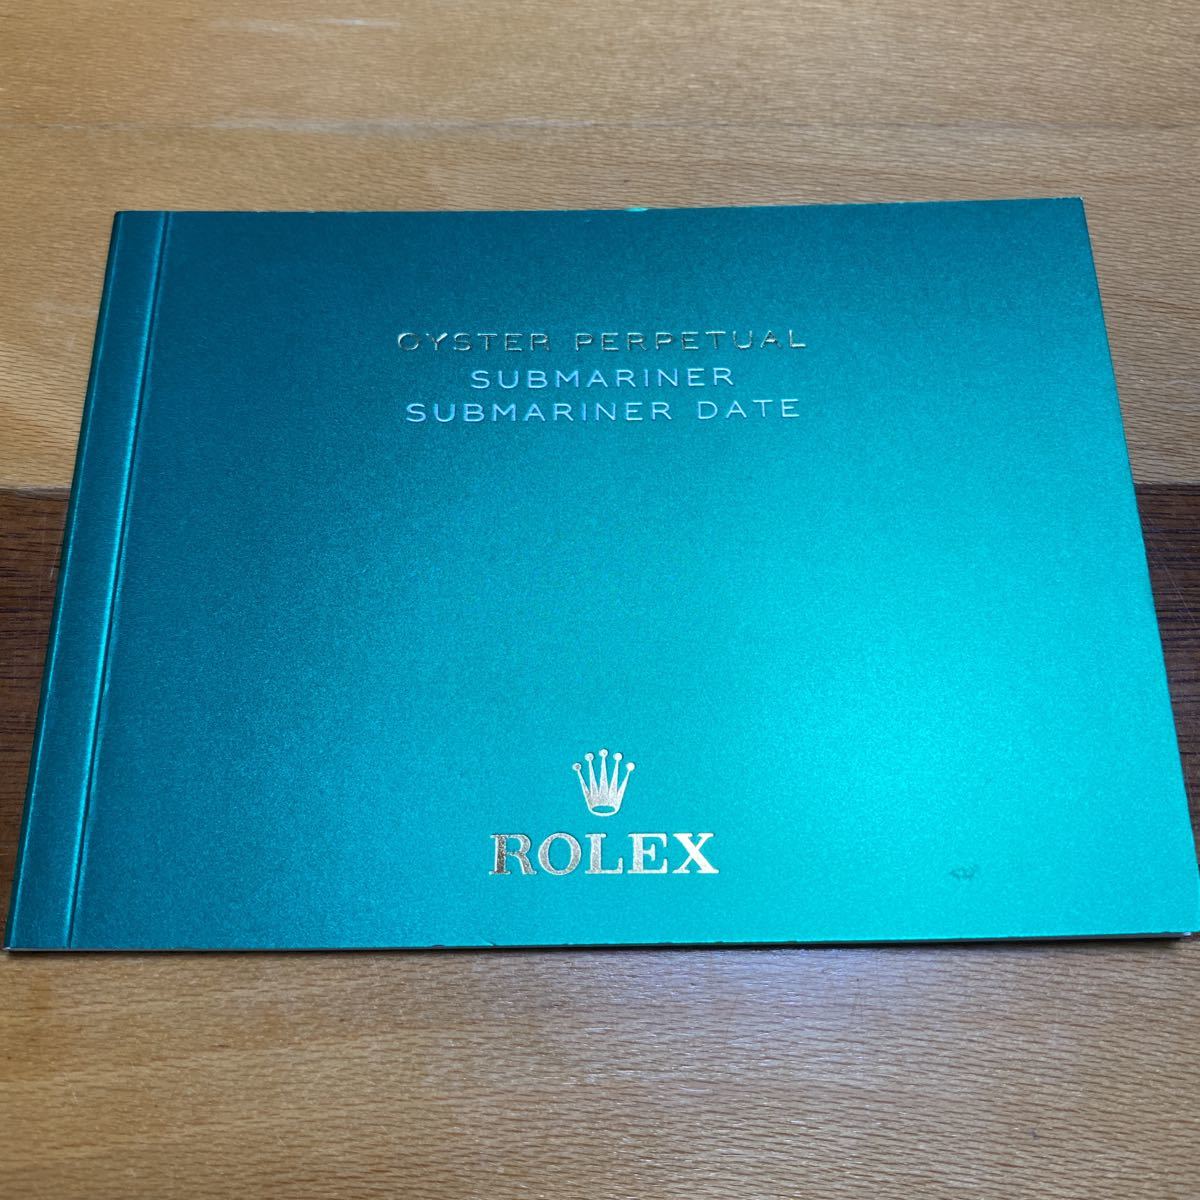 OYSTER PERPETUAL
SUBMARINER
SUBMARINER DATE
ROLEX